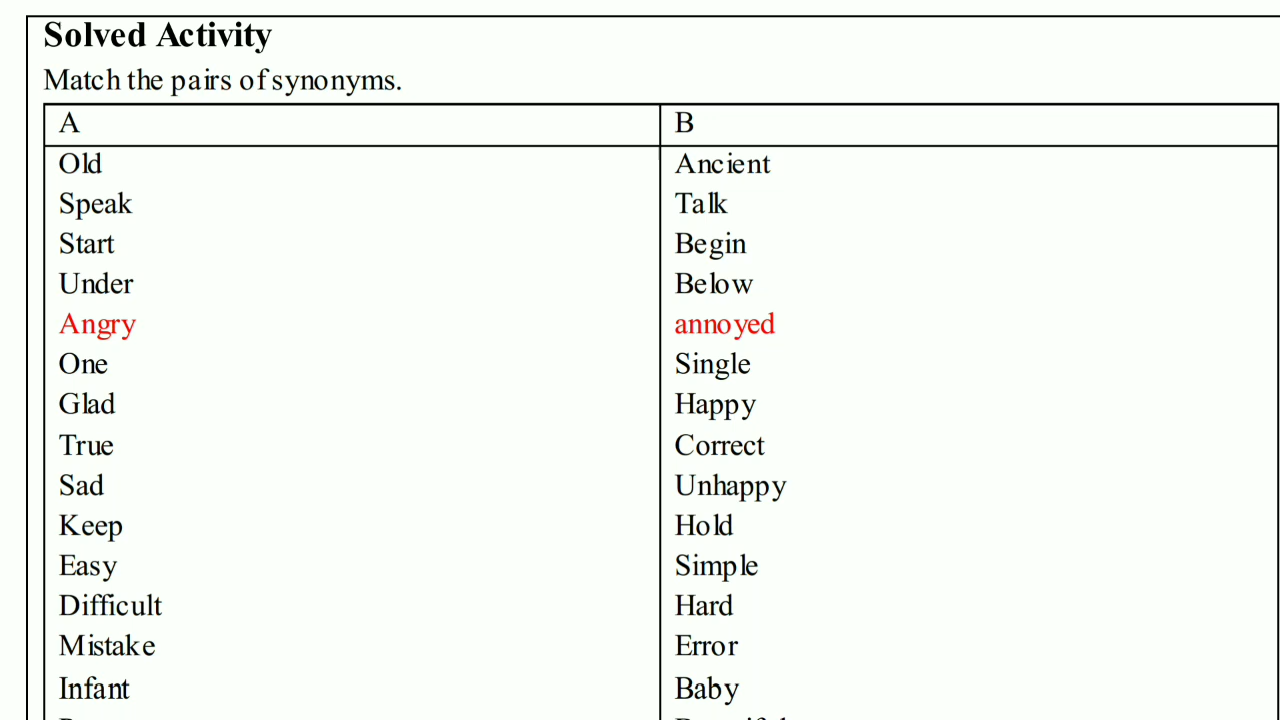 Solved Activity
Match the pairs of synonyms.
A B
Old Ancient
Speak Talk
Start Begin
Under Below
Angry annoyed
One Single
Glad Happy
True Correct
Sad Unhappy
Keep Hold
Easy Simple
Difficult Hard
Mistake Error
Infant Baby